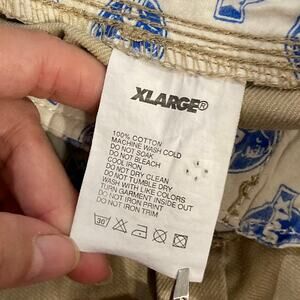 XLARGE®
100% COTTON
MACHINE WASH COLD
DO NOT SOAK
DO NOT BLEACH
COOL IRON
DO NOT DRY CLEAN
DO NOT TUMBLE DRY
WASH WITH LIKE COLORS
TURN GARMENT INSIDE OUT
DO NOT IRON PRINT
DO NOT IRON TRIM
30